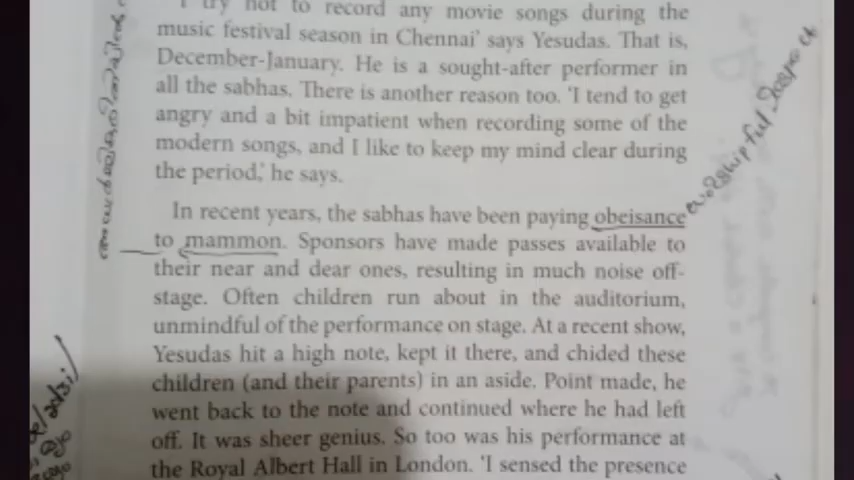 I try not to record any movie songs during the
music festival season in Chennai' says Yesudas. That is,
December-January. He is a sought-after performer in
all the sabhas. There is another reason too. 'I tend to get
angry and a bit impatient when recording some of the
modern songs, and I like to keep my mind clear during
the period,' he says.
In recent years, the sabhas have been paying obeisance
to mammon. Sponsors have made passes available to
their near and dear ones, resulting in much noise off-
stage. Often children run about in the auditorium,
unmindful of the performance on stage. At a recent show,
Yesudas hit a high note, kept it there, and chided these
children (and their parents) in an aside. Point made, he
went back to the note and continued where he had left
off. It was sheer genius. So too was his performance at
the Royal Albert Hall in London. 'I sensed the presence
worshipful